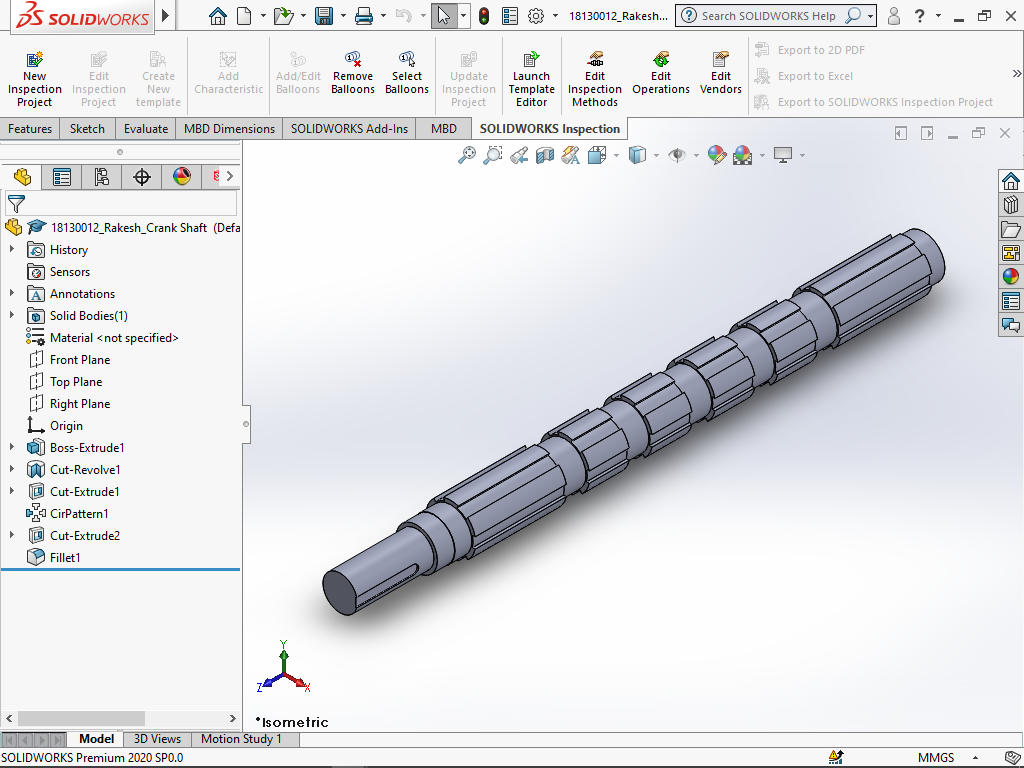 SOLIDWORKS
18130012_Rakesh...
Search SOLIDWORKS Help
?
New Inspection Project
Edit Inspection Project
Create New template
Add Characteristic
Add/Edit Balloons
Remove Balloons
Select Balloons
Update Inspection Project
Launch Template Editor
Edit Inspection Methods
Edit Operations
Edit Vendors
Export to 2D PDF
Export to Excel
Export to SOLIDWORKS Inspection Project
Features
Sketch
Evaluate
MBD Dimensions
SOLIDWORKS Add-Ins
MBD
SOLIDWORKS Inspection
18130012_Rakesh_Crank Shaft (Defa
History
Sensors
Annotations
Solid Bodies(1)
Material <not specified>
Front Plane
Top Plane
Right Plane
Origin
Boss-Extrude1
Cut-Revolve1
Cut-Extrude1
CirPattern1
Cut-Extrude2
Fillet1
Y
Z
X
*Isometric
Model
3D Views
Motion Study 1
SOLIDWORKS Premium 2020 SP0.0
MMGS